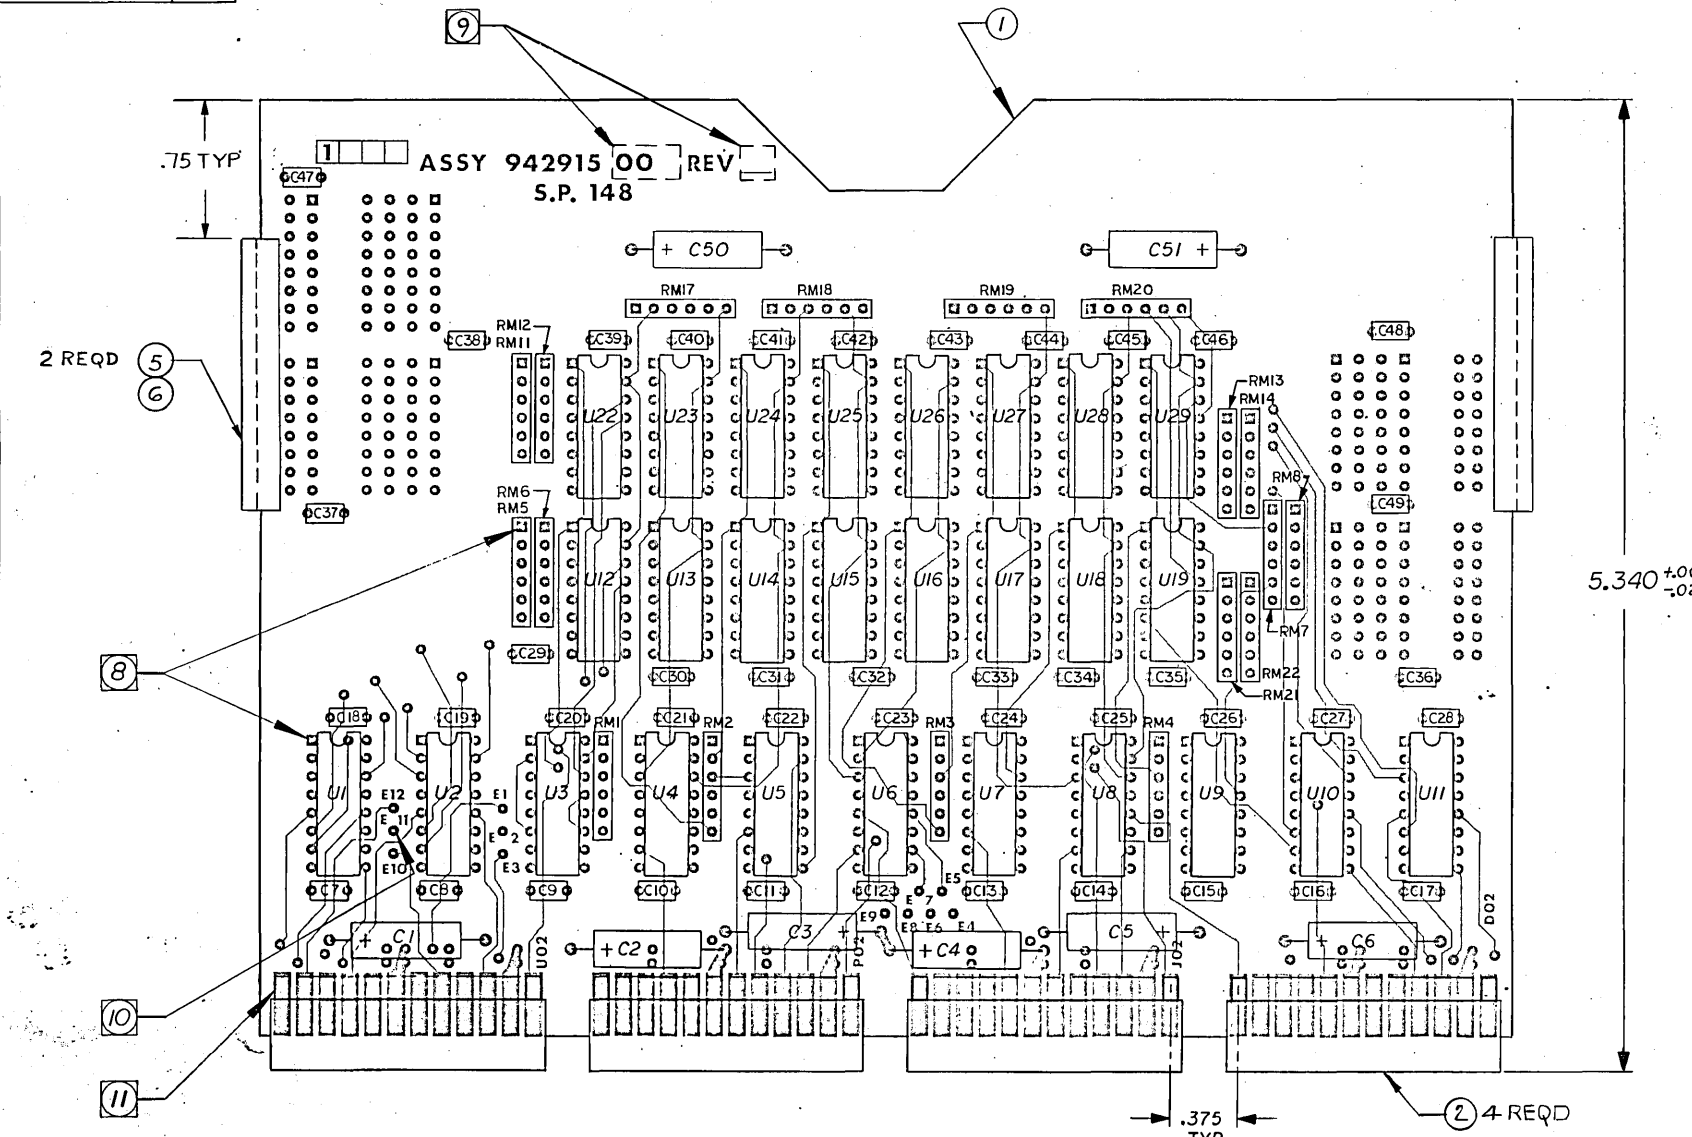 9
1
.75 TYP
1
ASSY 942915 00 REV
S.P. 148
C47
C50 +
C51 +
RM17 RM18 RM19 RM20
RM12
RM11
C38 C39 C40 C41 C42 C43 C44 C45 C46 C48
2 REQD 5
6
RM13
RM14
U22 U23 U24 U25 U26 U27 U28 U29
RM8
RM6
RM5
C37
C49
U12 U13 U14 U15 U16 U17 U18 U19
5.340
RM7
C29
8
C30 C31 C32 C33 C34 C35 C36
RM22
RM21
C18 C19 C20 RM1 C21 RM2 C22 C23 RM3 C24 C25 RM4 C26 C27 C28
U1 U2 U3 U4 U5 U6 U7 U8 U9 U10 U11
E12 E1
E11 E2
E10 E3
E5
C7 C8 C9 C10 C11 C12 C13 C14 C15 C16 C17
E7
E9 E8 E6 E4
+ C1 + C2 + C3 + C4 C5 + + C6
U02 P02 J02 D02
10
11
.375
TYP
2 4 REQD